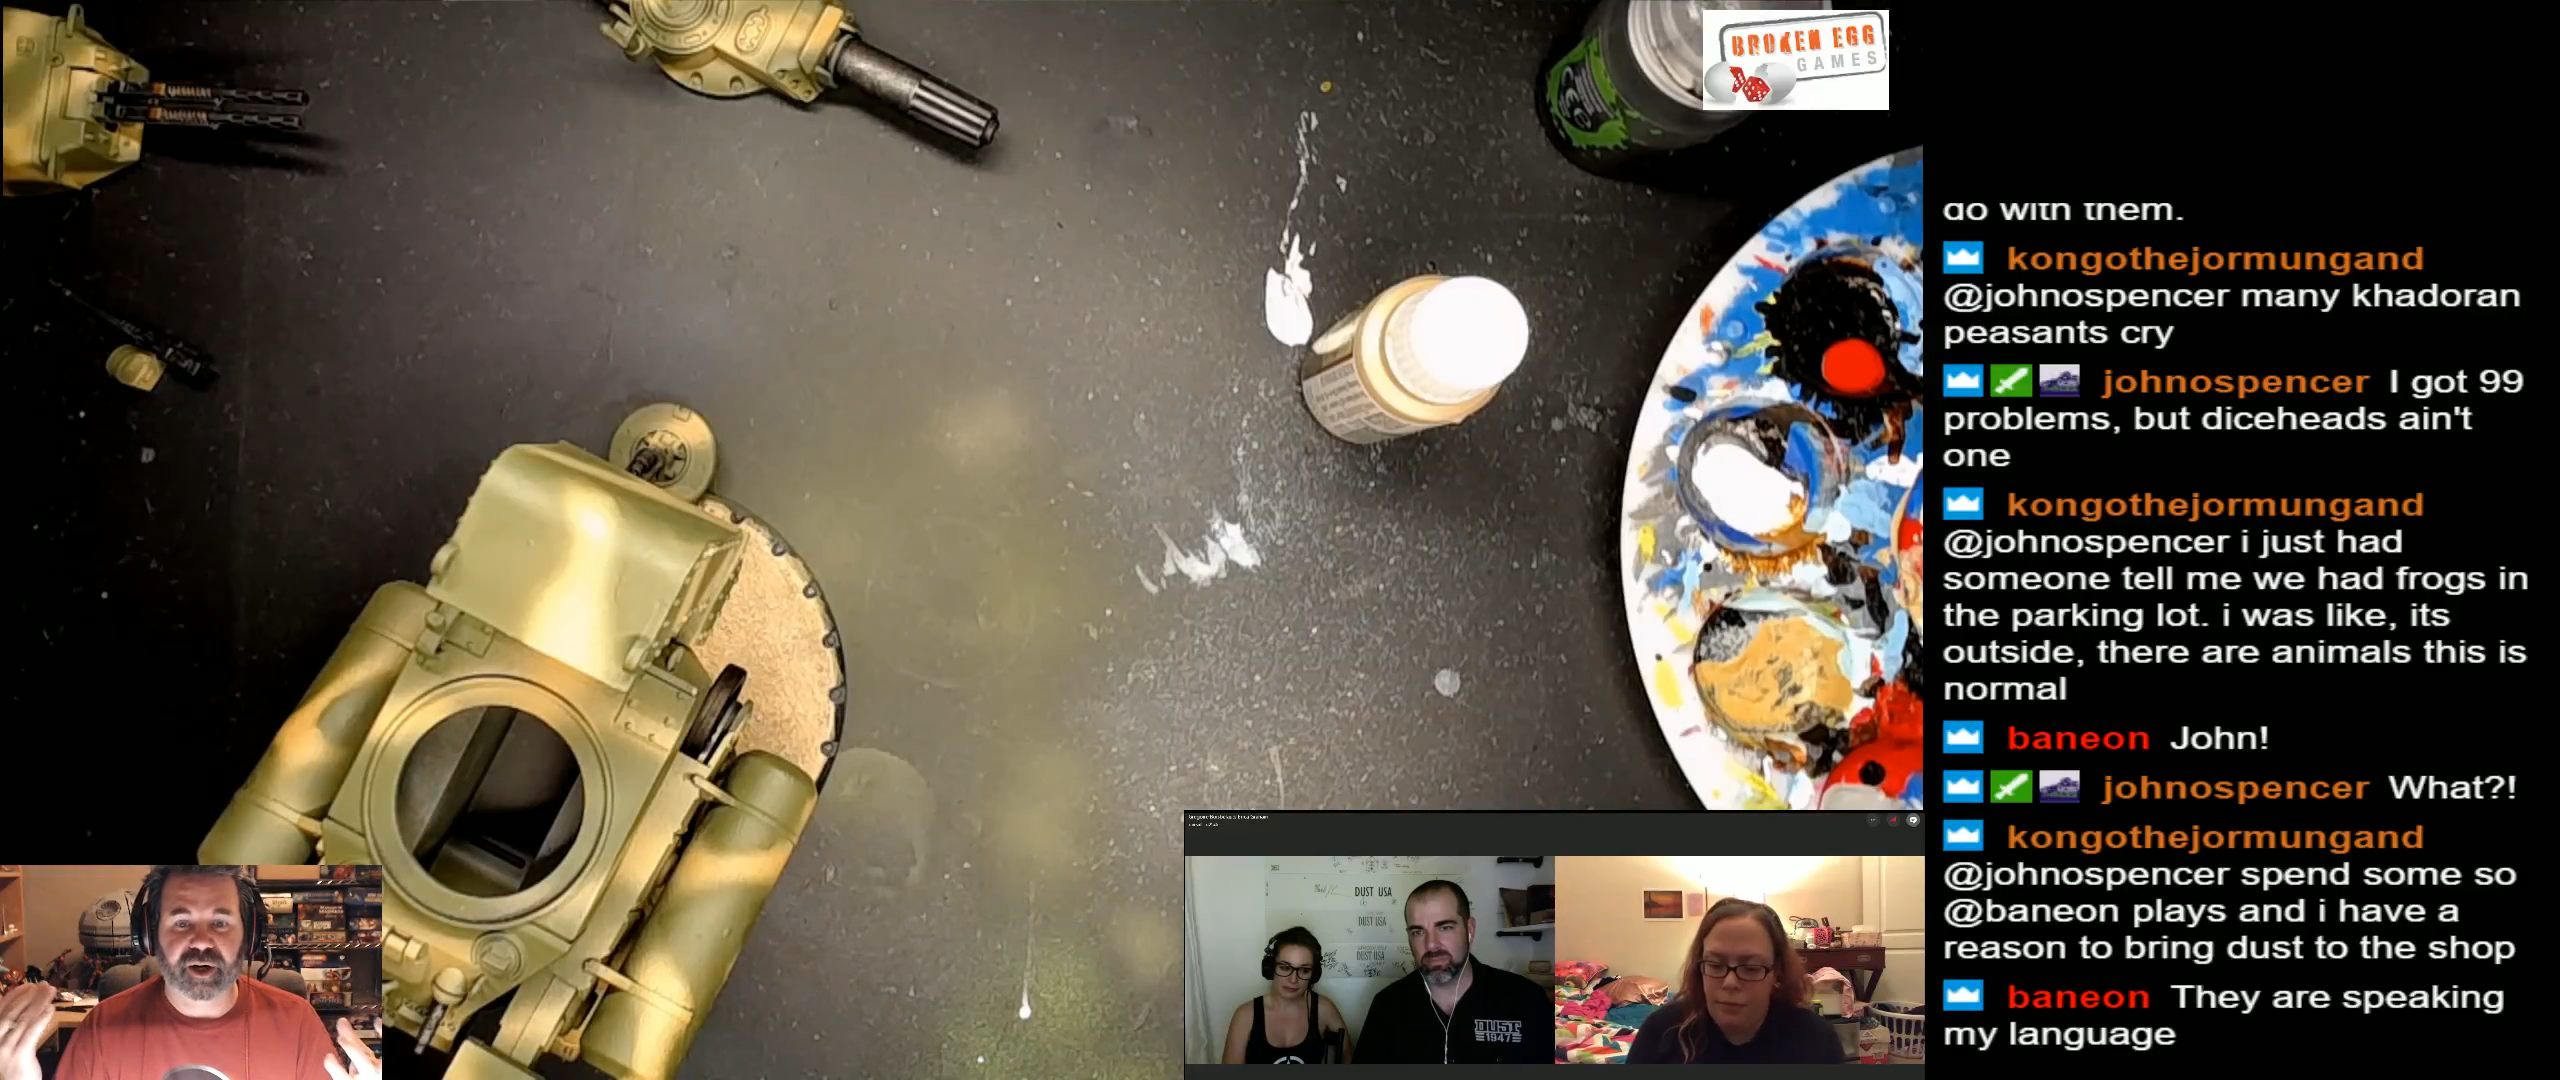 BROKEN EGG
GAMES
do with them.
kongothejormungand
@johnospencer many khadoran
peasants cry
johnospencer I got 99
problems, but diceheads ain't
one
kongothejormungand
@johnospencer i just had
someone tell me we had frogs in
the parking lot. i was like, its
outside, there are animals this is
normal
baneon John!
johnospencer What?!
kongothejormungand
@johnospencer spend some so
@baneon plays and i have a
reason to bring dust to the shop
baneon They are speaking
my language
DUST USA
DUST USA
DUST USA
DUST
1947